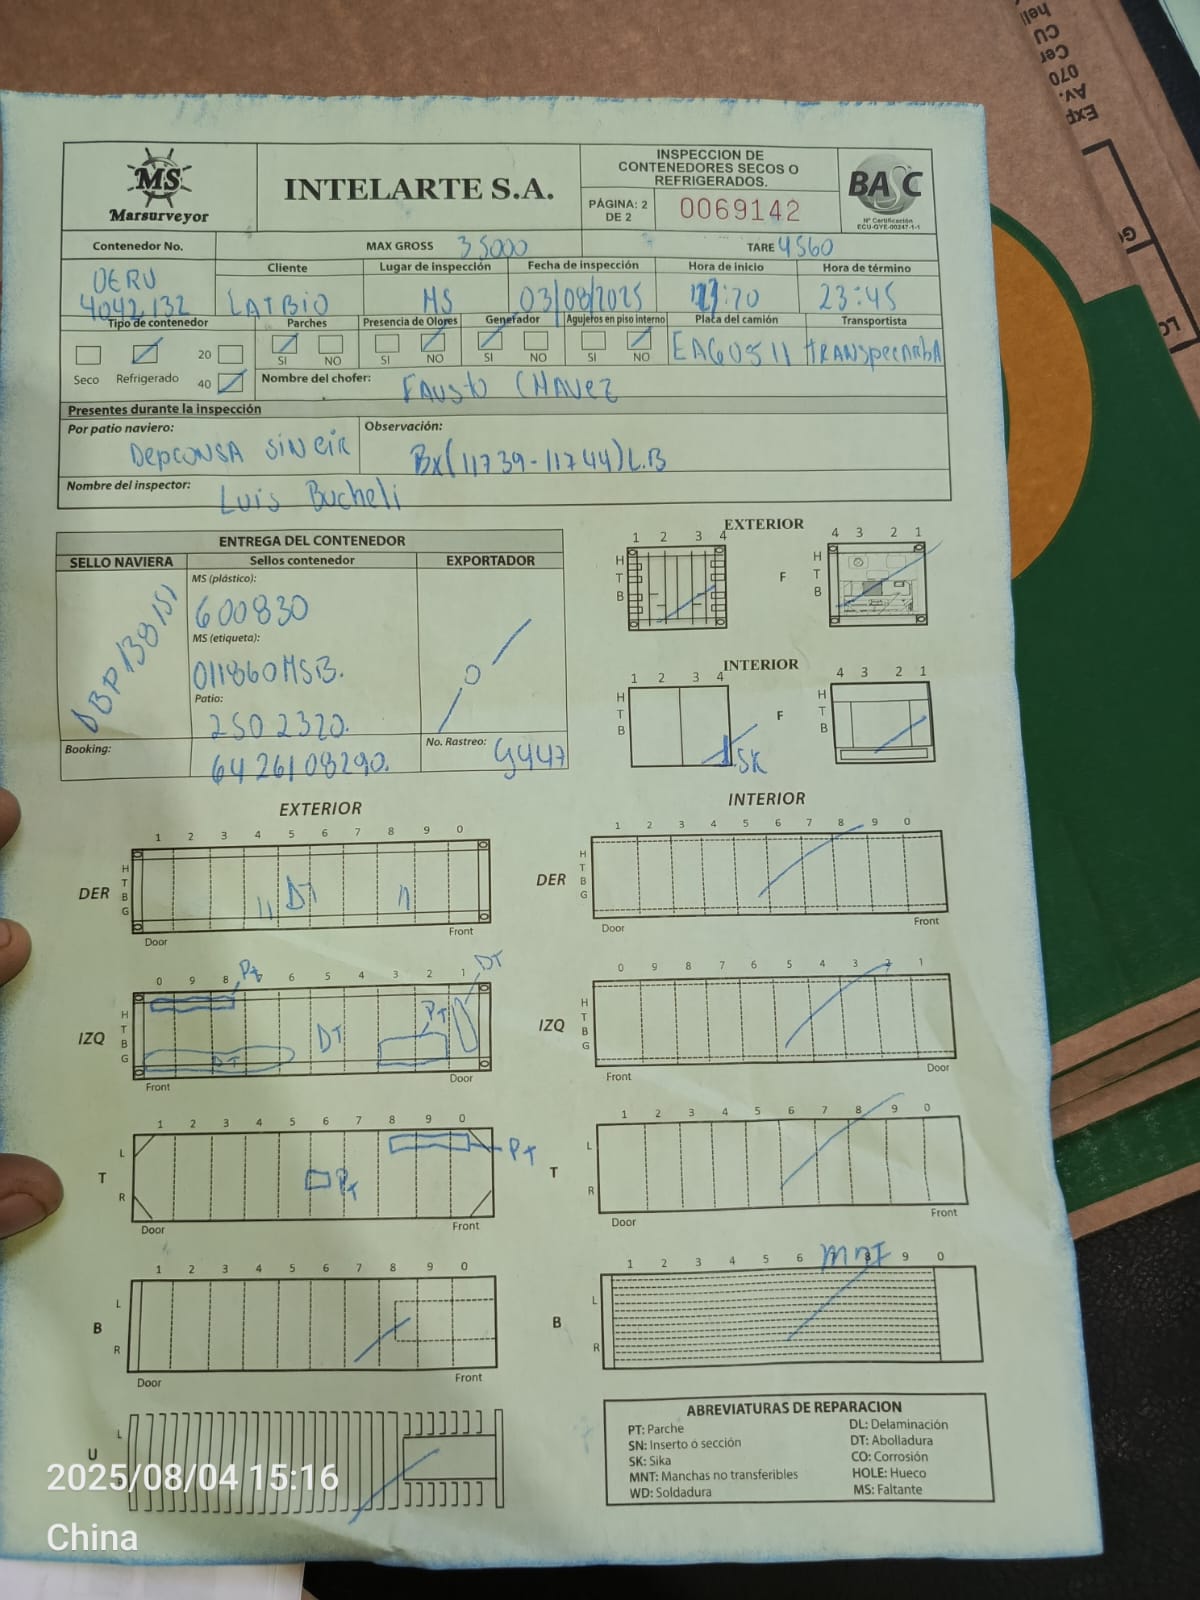 Exp
Av.
070
Cer
CU
heli
MS
Marsurveyor
INTELARTE S.A.
INSPECCION DE
CONTENEDORES SECOS O
REFRIGERADOS.
PÁGINA: 2
DE 2
0069142
BASC
Nº Certificación
ECU-GYE-00247-1-1
Contenedor No.
MAX GROSS 35000
TARE 4560
4042132
Cliente
LATBIO
Lugar de inspección
MS
Fecha de inspección
03/08/2025
Hora de inicio
Hora de término
23:45
Tipo de contenedor
Seco Refrigerado
20
40
Parches
SI NO
Presencia de Olores
SI NO
Generador
SI NO
Agujeros en piso interno
SI NO
Placa del camión
Transportista
Nombre del chofer: FAUSTO CHAVEZ
Presentes durante la inspección
Por patio naviero: DEPCONSA SIN EIR
Observación: Bx(11739-11744)L.B
Nombre del inspector: Luis Bucheli
ENTREGA DEL CONTENEDOR
SELLO NAVIERA
Sellos contenedor
EXPORTADOR
MS (plástico):
600830
MS (etiqueta):
011860MSB.
Patio:
2502320.
Booking: 6426108290.
No. Rastreo: 9447
EXTERIOR
1 2 3 4
H
T
B
F
4 3 2 1
H
T
B
INTERIOR
1 2 3 4
H
T
B
SK
F
4 3 2 1
H
T
B
EXTERIOR
1 2 3 4 5 6 7 8 9 0
DER
H
T
B
G
DT
Door Front
INTERIOR
1 2 3 4 5 6 7 8 9 0
DER
H
T
B
G
Door Front
0 9 8 PT 6 5 4 3 2 1 DT
IZQ
H
T
B
G
DT
PT
DT
Front Door
0 9 8 7 6 5 4 3 2 1
IZQ
H
T
B
G
Front Door
1 2 3 4 5 6 7 8 9 0
T
L
R
PT
PT
Door Front
1 2 3 4 5 6 7 8 9 0
T
L
R
Door Front
1 2 3 4 5 6 7 8 9 0
B
L
R
Door Front
1 2 3 4 5 6 MNT 8 9 0
B
L
R
U
L
ABREVIATURAS DE REPARACION
PT: Parche
SN: Inserto ó sección
SK: Sika
MNT: Manchas no transferibles
WD: Soldadura
DL: Delaminación
DT: Abolladura
CO: Corrosión
HOLE: Hueco
MS: Faltante
2025/08/04 15:16
China